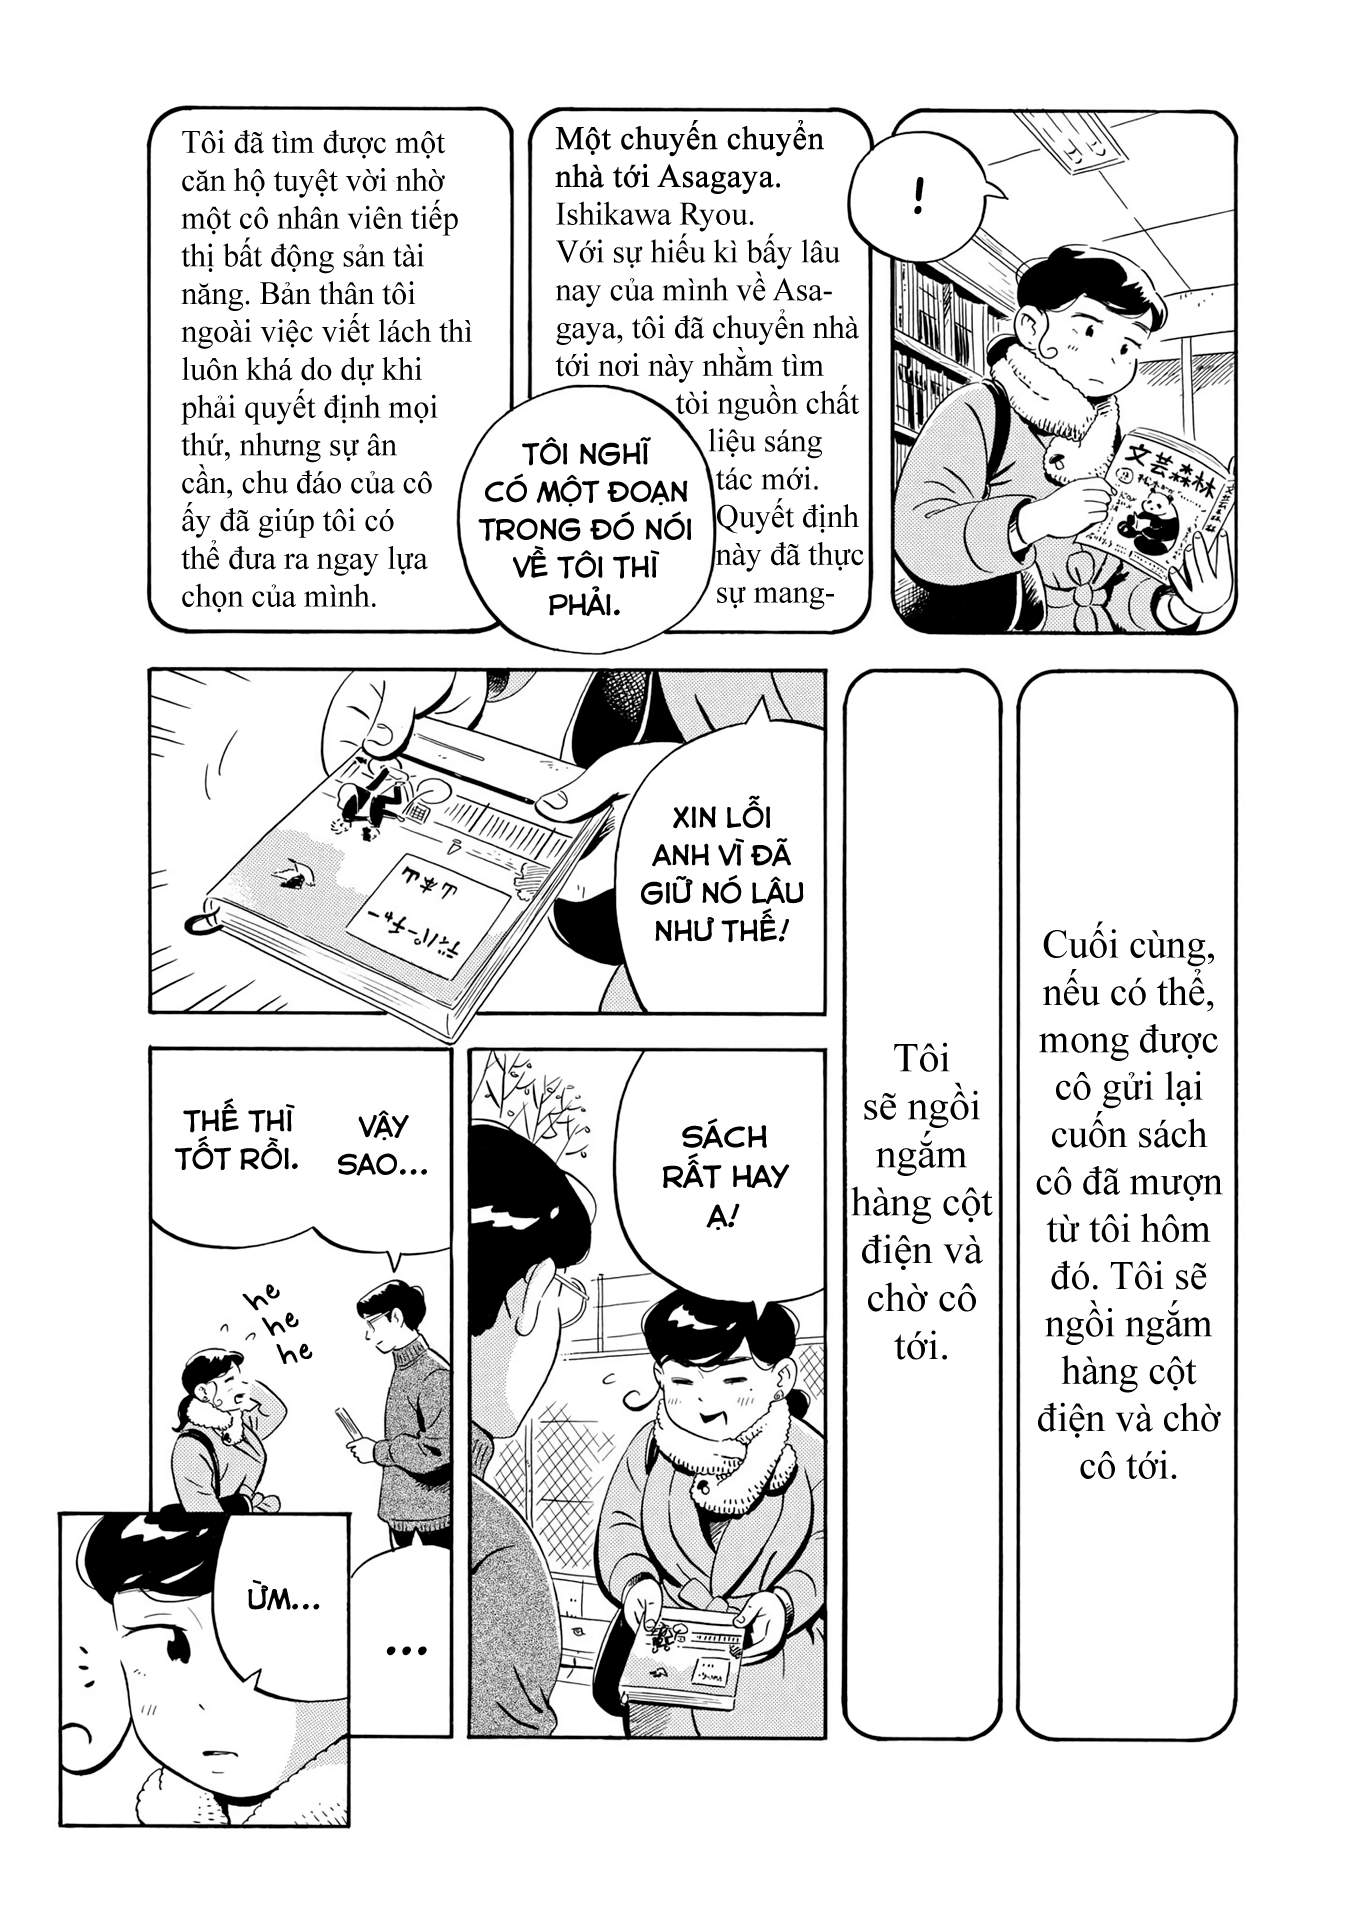 !
文芸森林
Một chuyến chuyển
nhà tới Asagaya.
Ishikawa Ryou.
Với sự hiếu kì bấy lâu
nay của mình về Asa-
gaya, tôi đã chuyển nhà
tới nơi này nhằm tìm
tòi nguồn chất
liệu sáng
tác mới.
Quyết định
này đã thực
sự mang-
TÔI NGHĨ
CÓ MỘT ĐOẠN
TRONG ĐÓ NÓI
VỀ TÔI THÌ
PHẢI.
Tôi đã tìm được một
căn hộ tuyệt vời nhờ
một cô nhân viên tiếp
thị bất động sản tài
năng. Bản thân tôi
ngoài việc viết lách thì
luôn khá do dự khi
phải quyết định mọi
thứ, nhưng sự ân
cần, chu đáo của cô
ấy đã giúp tôi có
thể đưa ra ngay lựa
chọn của mình.
Cuối cùng,
nếu có thể,
mong được
cô gửi lại
cuốn sách
cô đã mượn
từ tôi hôm
đó. Tôi sẽ
ngồi ngắm
hàng cột
điện và chờ
cô tới.
Tôi
sẽ ngồi
ngắm
hàng cột
điện và
chờ cô
tới.
XIN LỖI
ANH VÌ ĐÃ
GIỮ NÓ LÂU
NHƯ THẾ!
SÁCH
RẤT HAY
Ạ!
VẬY
SAO...
THẾ THÌ
TỐT RỒI.
he
he
he
...
ỪM...